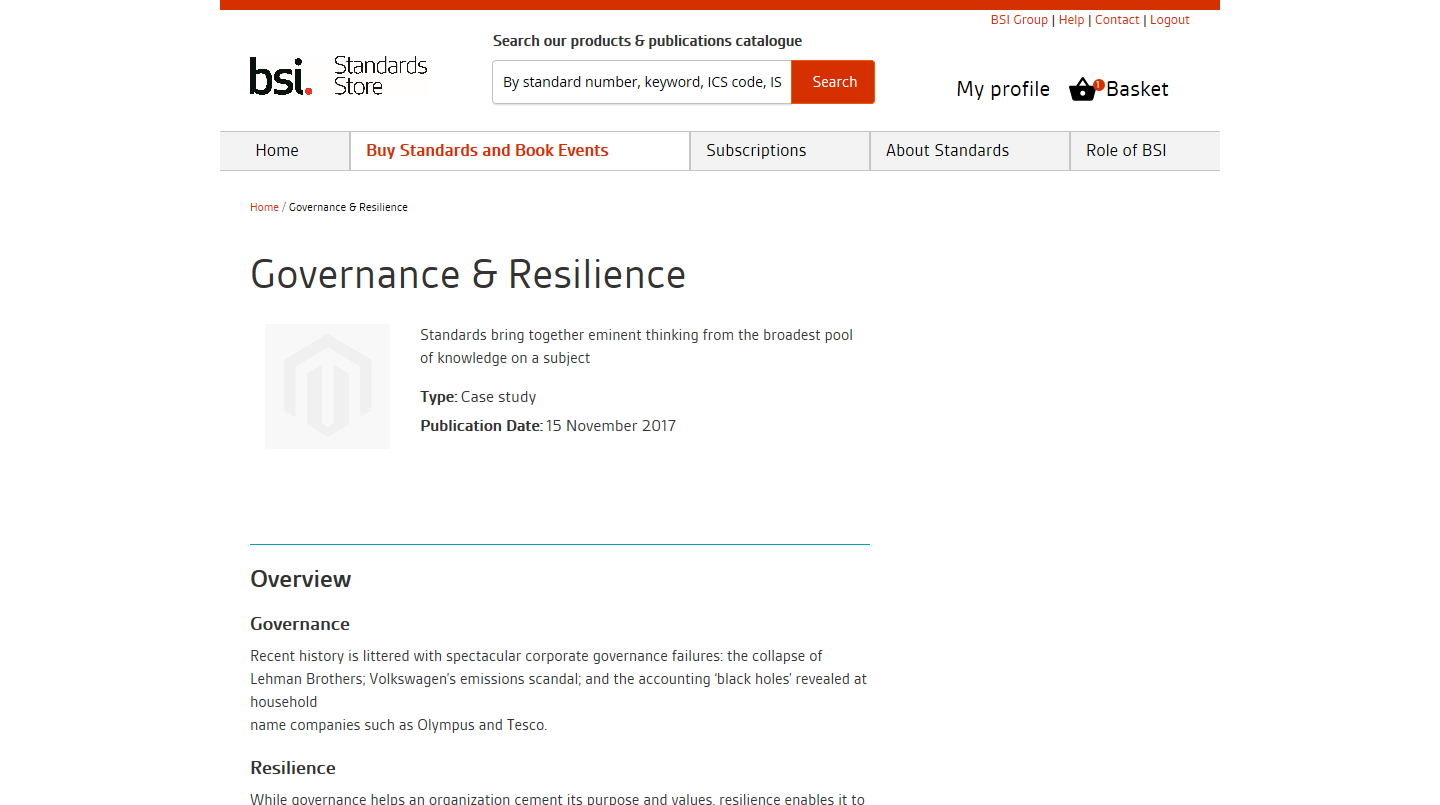 BSI Group | Help | Contact | Logout
Search our products & publications catalogue
bsi. Standards
Store
By standard number, keyword, ICS code, IS
Search
My profile
1
Basket
Home
Buy Standards and Book Events
Subscriptions
About Standards
Role of BSI
Home / Governance & Resilience
Governance & Resilience
Standards bring together eminent thinking from the broadest pool
of knowledge on a subject
Type: Case study
Publication Date: 15 November 2017
Overview
Governance
Recent history is littered with spectacular corporate governance failures: the collapse of
Lehman Brothers; Volkswagen’s emissions scandal; and the accounting ‘black holes’ revealed at
household
name companies such as Olympus and Tesco.
Resilience
While governance helps an organization cement its purpose and values, resilience enables it to